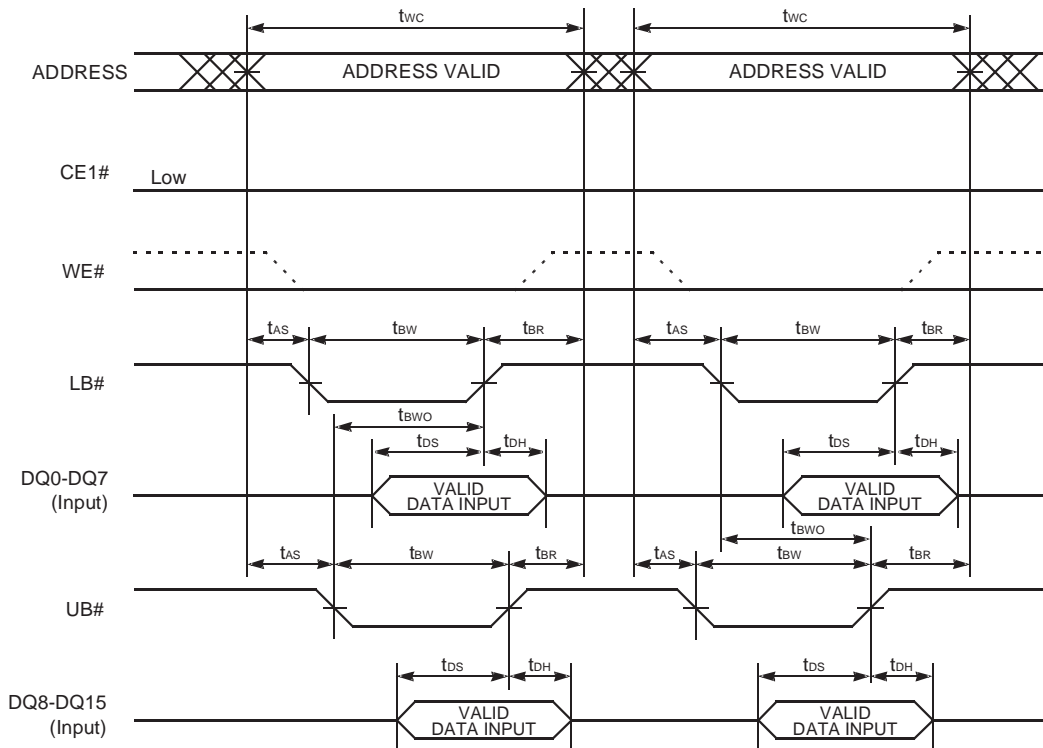 tWC tWC
ADDRESS ADDRESS VALID ADDRESS VALID
CE1# Low
WE#
tAS tBW tBR tAS tBW tBR
LB#
tBWO
tDS tDH tDS tDH
DQ0-DQ7
(Input)
VALID
DATA INPUT
VALID
DATA INPUT
tBWO
tAS tBW tBR tAS tBW tBR
UB#
tDS tDH tDS tDH
DQ8-DQ15
(Input)
VALID
DATA INPUT
VALID
DATA INPUT